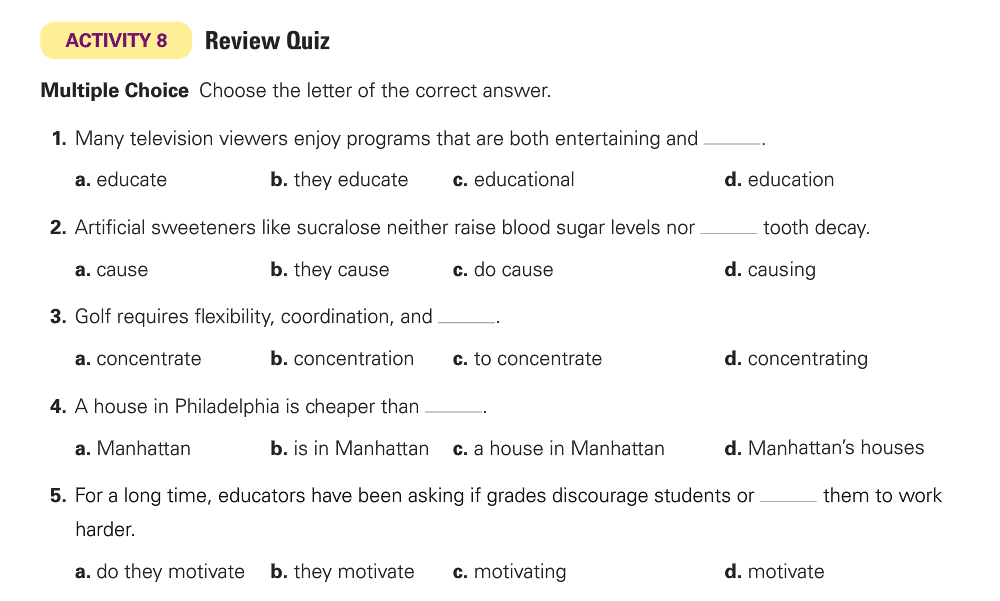 ACTIVITY 8 Review Quiz
Multiple Choice Choose the letter of the correct answer.
1. Many television viewers enjoy programs that are both entertaining and ______.
a. educate b. they educate c. educational d. education
2. Artificial sweeteners like sucralose neither raise blood sugar levels nor ______ tooth decay.
a. cause b. they cause c. do cause d. causing
3. Golf requires flexibility, coordination, and ______.
a. concentrate b. concentration c. to concentrate d. concentrating
4. A house in Philadelphia is cheaper than ______.
a. Manhattan b. is in Manhattan c. a house in Manhattan d. Manhattan's houses
5. For a long time, educators have been asking if grades discourage students or ______ them to work
harder.
a. do they motivate b. they motivate c. motivating d. motivate